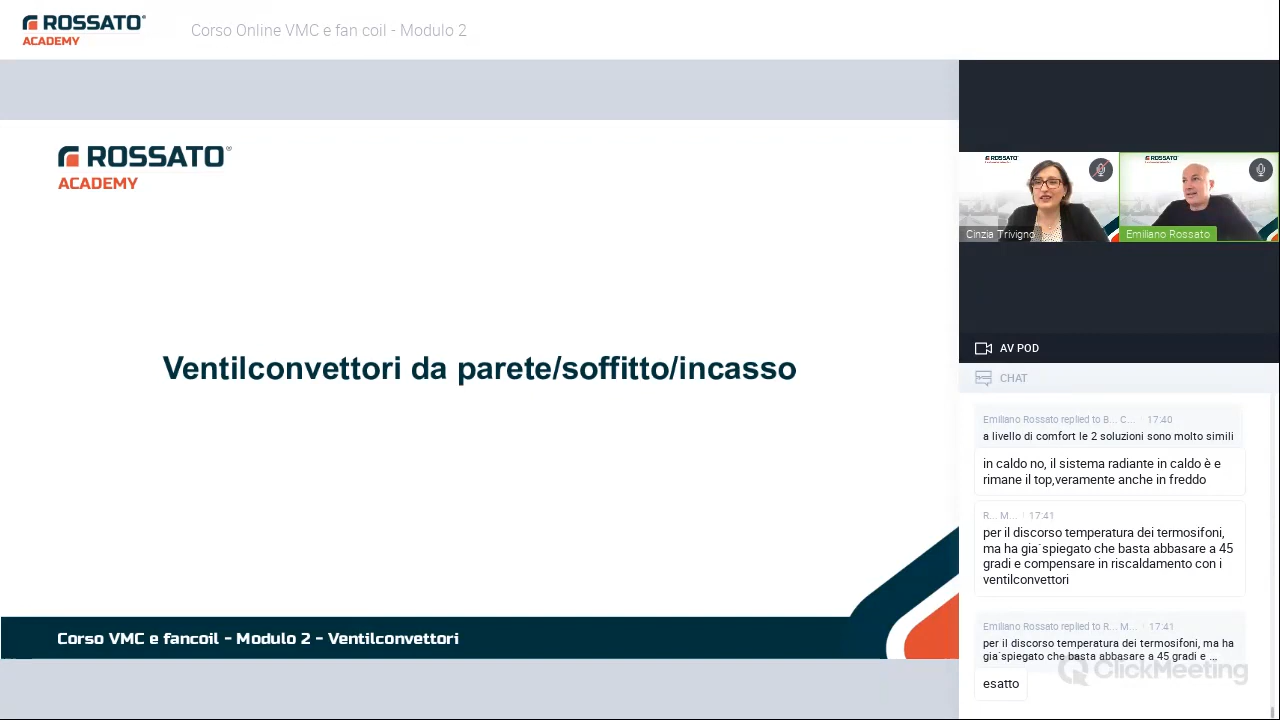 ROSSATO®
ACADEMY
Corso Online VMC e fan coil - Modulo 2
ROSSATO®
ACADEMY
Ventilconvettori da parete/soffitto/incasso
Corso VMC e fancoil - Modulo 2 - Ventilconvettori
ROSSATO
Cinzia Trivigno
ROSSATO
Emiliano Rossato
AV POD
CHAT
Emiliano Rossato replied to B... C... 17:40
a livello di comfort le 2 soluzioni sono molto simili
in caldo no, il sistema radiante in caldo è e
rimane il top,veramente anche in freddo
R... M... 17:41
per il discorso temperatura dei termosifoni,
ma ha gia´spiegato che basta abbasare a 45
gradi e compensare in riscaldamento con i
ventilconvettori
Emiliano Rossato replied to R... M... 17:41
per il discorso temperatura dei termosifoni, ma ha
gia´spiegato che basta abbasare a 45 gradi e ...
esatto
ClickMeeting